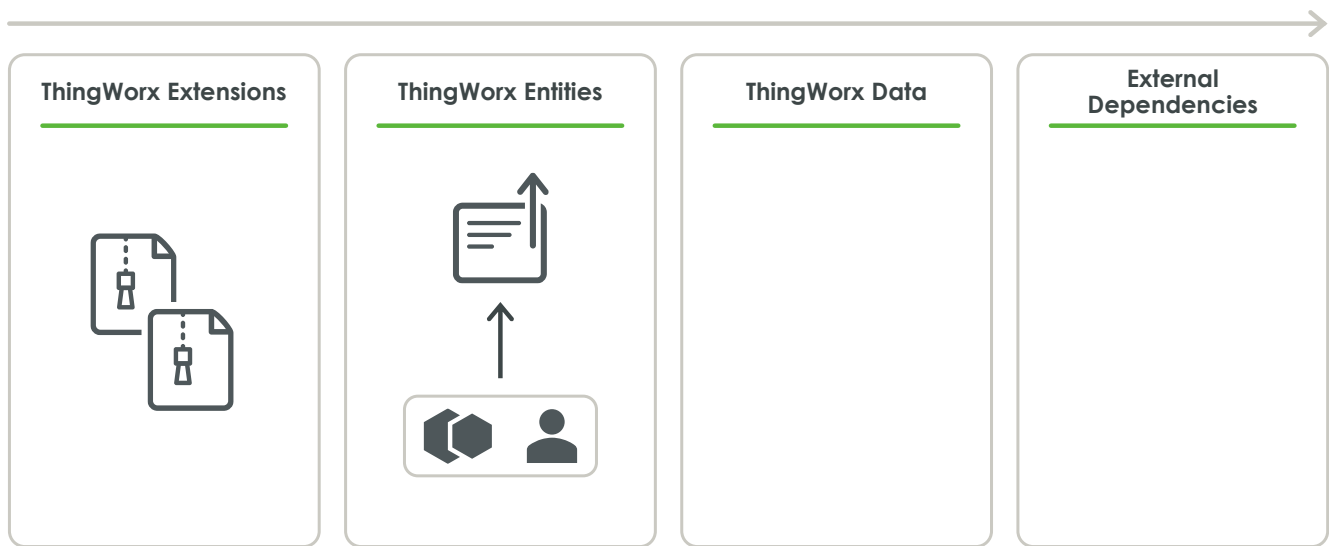 ThingWorx Extensions
ThingWorx Entities
ThingWorx Data
External
Dependencies